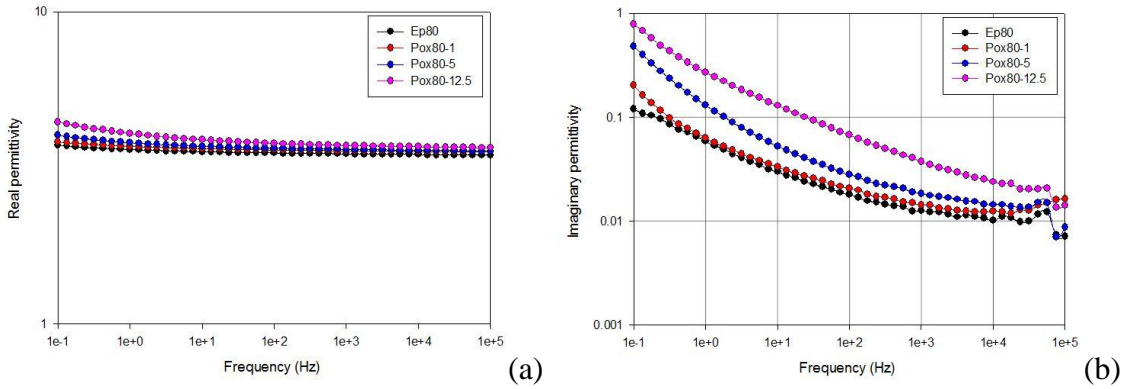 10
Ep80
Pox80-1
Pox80-5
Pox80-12.5
Real permittivity
1
1e-1 1e+0 1e+1 1e+2 1e+3 1e+4 1e+5
Frequency (Hz)
(a)
1
Ep80
Pox80-1
Pox80-5
Pox80-12.5
0.1
Imaginary permittivity
0.01
0.001
1e-1 1e+0 1e+1 1e+2 1e+3 1e+4 1e+5
Frequency (Hz)
(b)